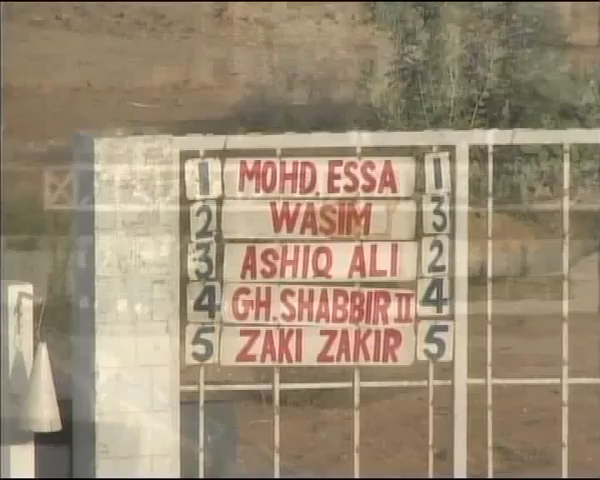 1 MOHD. ESSA 1
2 WASIM 3
3 ASHIQ ALI 2
4 GH. SHABBIR II 4
5 ZAKI ZAKIR 5